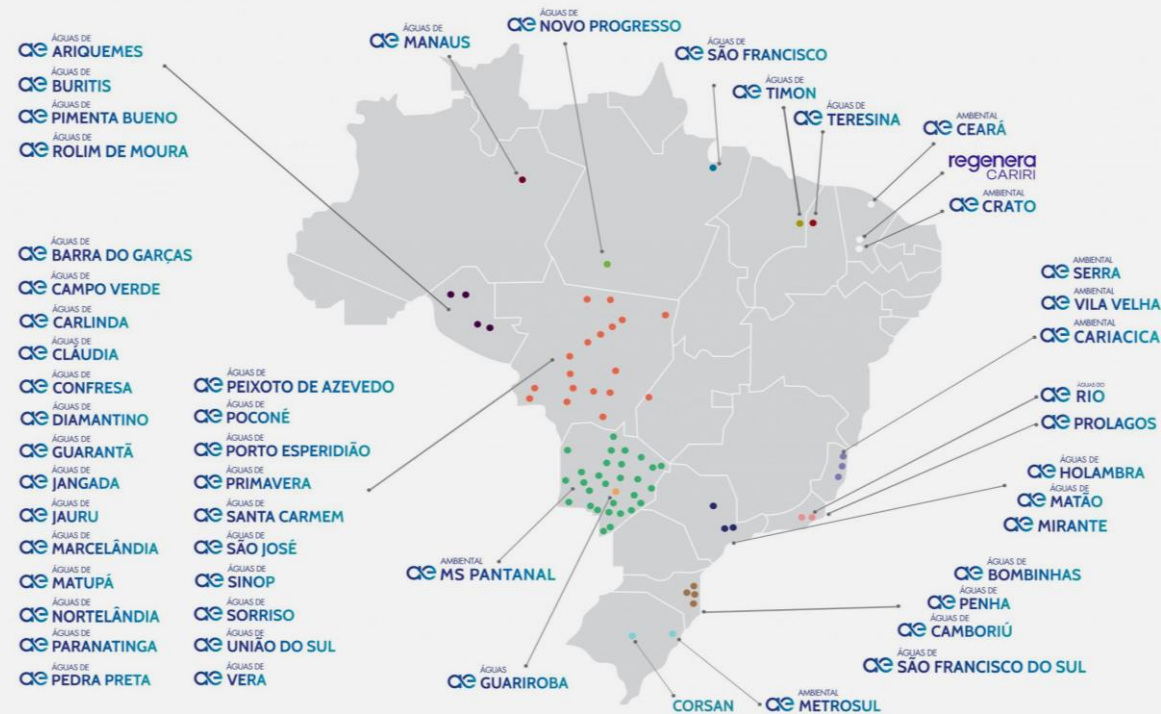 ÁGUAS DE
ae ARIQUEMES
ÁGUAS DE
ae BURITIS
ÁGUAS DE
ae PIMENTA BUENO
ÁGUAS DE
ae ROLIM DE MOURA
ÁGUAS DE
ae MANAUS
ÁGUAS DE
ae NOVO PROGRESSO
ÁGUAS DE
ae SÃO FRANCISCO
ÁGUAS DE
ae TIMON
ÁGUAS DE
ae TERESINA
AMBIENTAL
ae CEARÁ
regenera
CARIRI
AMBIENTAL
ae CRATO
ÁGUAS DE
ae BARRA DO GARÇAS
ÁGUAS DE
ae CAMPO VERDE
ÁGUAS DE
ae CARLINDA
ÁGUAS DE
ae CLÁUDIA
ÁGUAS DE
ae CONFRESA
ÁGUAS DE
ae DIAMANTINO
ÁGUAS DE
ae GUARANTÃ
ÁGUAS DE
ae JANGADA
ÁGUAS DE
ae JAURU
ÁGUAS DE
ae MARCELÂNDIA
ÁGUAS DE
ae MATUPÁ
ÁGUAS DE
ae NORTELÂNDIA
ÁGUAS DE
ae PARANATINGA
ÁGUAS DE
ae PEDRA PRETA
ÁGUAS DE
ae PEIXOTO DE AZEVEDO
ÁGUAS DE
ae POCONÉ
ÁGUAS DE
ae PORTO ESPERIDIÃO
ÁGUAS DE
ae PRIMAVERA
ÁGUAS DE
ae SANTA CARMEM
ÁGUAS DE
ae SÃO JOSÉ
ÁGUAS DE
ae SINOP
ÁGUAS DE
ae SORRISO
ÁGUAS DE
ae UNIÃO DO SUL
ÁGUAS DE
ae VERA
AMBIENTAL
ae SERRA
AMBIENTAL
ae VILA VELHA
AMBIENTAL
ae CARIACICA
ÁGUAS DO
ae RIO
ae PROLAGOS
ÁGUAS DE
ae HOLAMBRA
ÁGUAS DE
ae MATÃO
ae MIRANTE
AMBIENTAL
ae MS PANTANAL
ÁGUAS DE
ae BOMBINHAS
ÁGUAS DE
ae PENHA
ÁGUAS DE
ae CAMBORIÚ
ÁGUAS DE
ae SÃO FRANCISCO DO SUL
ÁGUAS
ae GUARIROBA
CORSAN
AMBIENTAL
ae METROSUL